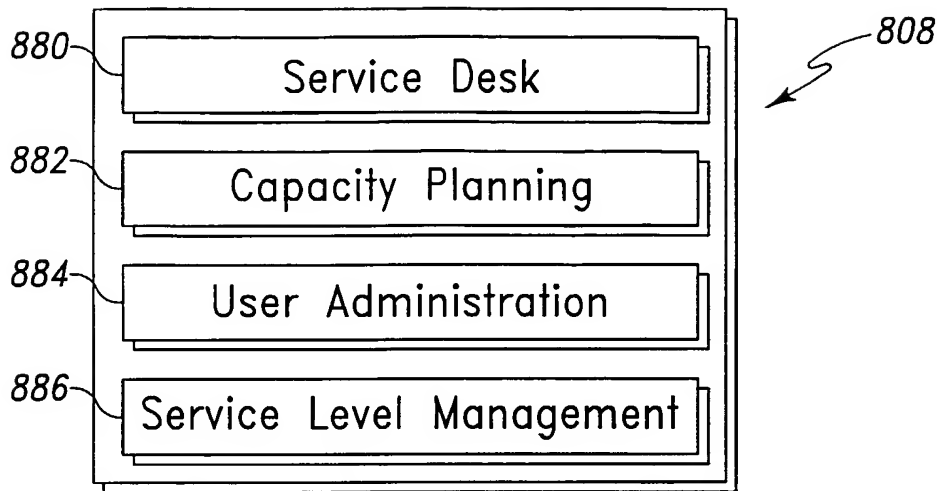 880 Service Desk 808
882 Capacity Planning
884 User Administration
886 Service Level Management